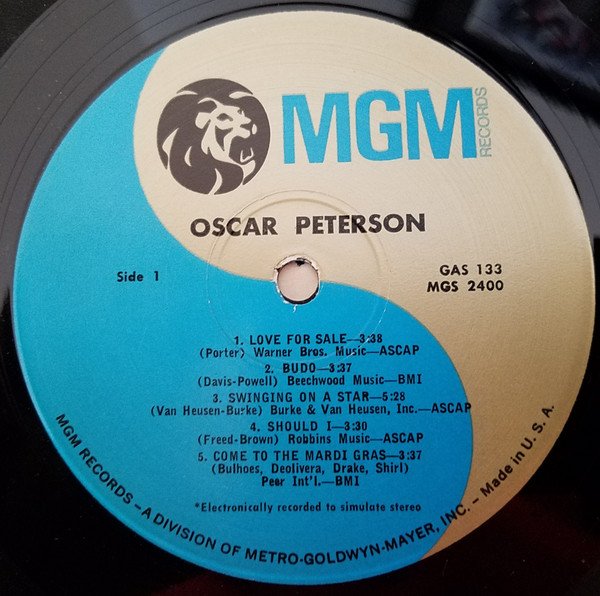 MGM
RECORDS
OSCAR PETERSON
Side 1
GAS 133
MGS 2400
1. LOVE FOR SALE—3:38
(Porter) Warner Bros. Music—ASCAP
2. BUDO—3:37
(Davis-Powell) Beechwood Music—BMI
3. SWINGING ON A STAR—5:28
(Van Heusen-Burke) Burke & Van Heusen, Inc.—ASCAP
4. SHOULD I—3:30
(Freed-Brown) Robbins Music—ASCAP
5. COME TO THE MARDI GRAS—3:37
(Bulhoes, Deolivera, Drake, Shirl)
Peer Int'l.—BMI
*Electronically recorded to simulate stereo
MGM RECORDS – A DIVISION OF METRO-GOLDWYN-MAYER, INC. – Made in U. S. A.